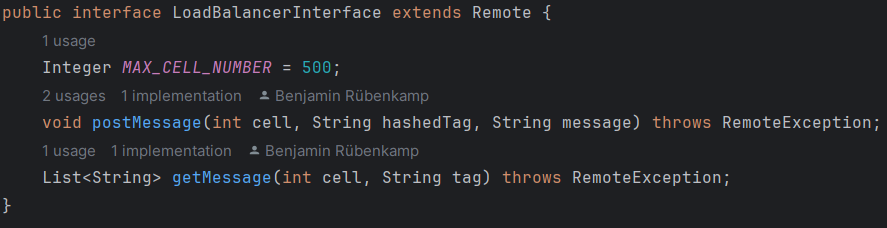 public interface LoadBalancerInterface extends Remote {
1 usage
Integer MAX_CELL_NUMBER = 500;
2 usages 1 implementation Benjamin Rübenkamp
void postMessage(int cell, String hashedTag, String message) throws RemoteException;
1 usage 1 implementation Benjamin Rübenkamp
List<String> getMessage(int cell, String tag) throws RemoteException;
}